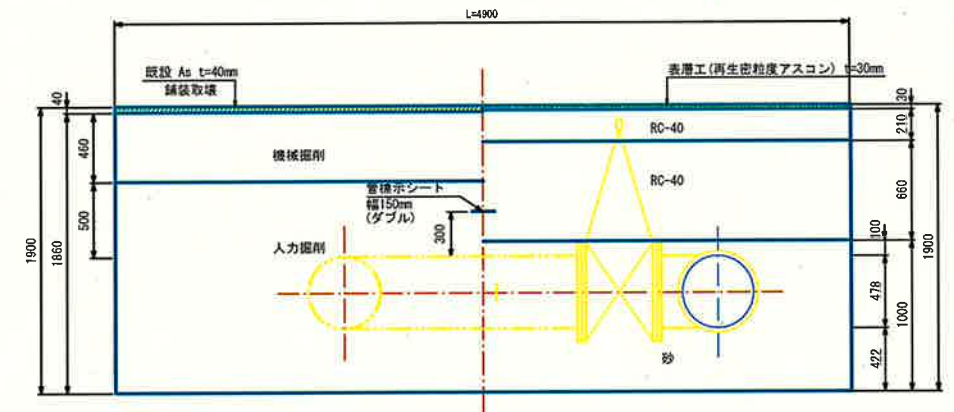 L=4900
既設 As t=40mm
舗装取壊
表層工(再生密粒度アスコン) t=30mm
40
30
210
RC-40
460
機械掘削
RC-40
管標示シート
幅150mm
(ダブル)
660
500
300
人力掘削
100
1900
1860
1900
478
1000
422
砂